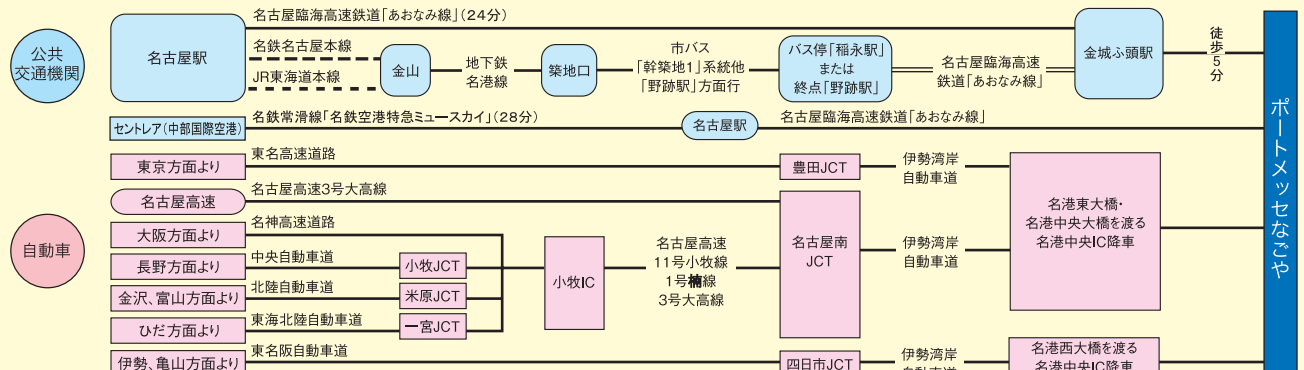 公共
交通機関
名古屋駅
名古屋臨海高速鉄道「あおなみ線」(24分)
名鉄名古屋本線
JR東海道本線
金山
地下鉄
名港線
築地口
市バス
「幹築地1」系統他
「野跡駅」方面行
バス停「稲永駅」
または
終点「野跡駅」
名古屋臨海高速
鉄道「あおなみ線」
金城ふ頭駅
徒歩5分
ポートメッセなごや
セントレア(中部国際空港)
名鉄常滑線「名鉄空港特急ミュースカイ」(28分)
名古屋駅
名古屋臨海高速鉄道「あおなみ線」
自動車
東京方面より
東名高速道路
豊田JCT
伊勢湾岸
自動車道
名古屋高速
名古屋高速3号大高線
大阪方面より
名神高速道路
長野方面より
中央自動車道
小牧JCT
金沢、富山方面より
北陸自動車道
米原JCT
ひだ方面より
東海北陸自動車道
一宮JCT
小牧IC
名古屋高速
11号小牧線
1号楠線
3号大高線
名古屋南
JCT
伊勢湾岸
自動車道
名港東大橋・
名港中央大橋を渡る
名港中央IC降車
伊勢、亀山方面より
東名阪自動車道
四日市JCT
伊勢湾岸
自動車道
名港西大橋を渡る
名港中央IC降車